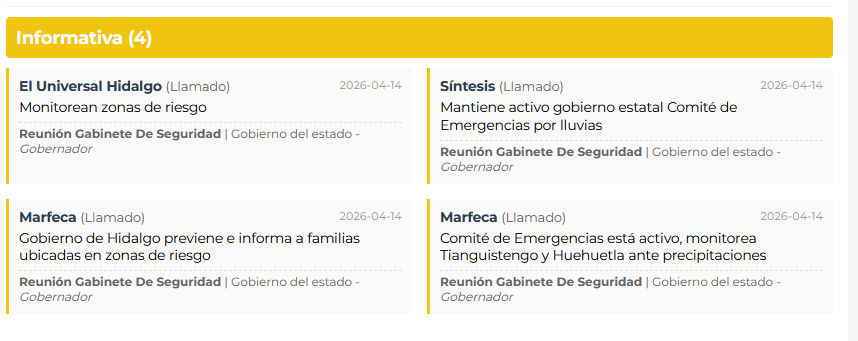 Informativa (4)
El Universal Hidalgo (Llamado) 2026-04-14
Monitorean zonas de riesgo
Reunión Gabinete De Seguridad | Gobierno del estado -
Gobernador
Síntesis (Llamado) 2026-04-14
Mantiene activo gobierno estatal Comité de
Emergencias por lluvias
Reunión Gabinete De Seguridad | Gobierno del estado -
Gobernador
Marfeca (Llamado) 2026-04-14
Gobierno de Hidalgo previene e informa a familias
ubicadas en zonas de riesgo
Reunión Gabinete De Seguridad | Gobierno del estado -
Gobernador
Marfeca (Llamado) 2026-04-14
Comité de Emergencias está activo, monitorea
Tianguistengo y Huehuetla ante precipitaciones
Reunión Gabinete De Seguridad | Gobierno del estado -
Gobernador